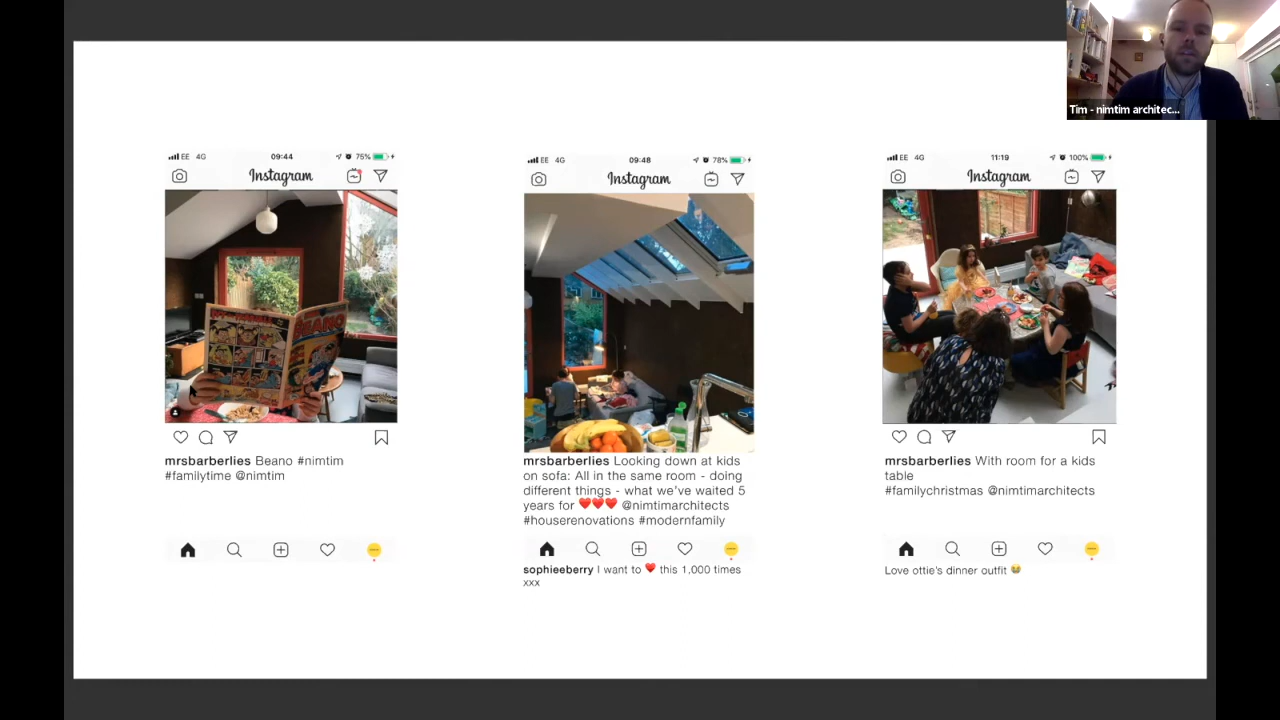 Tim - nimtim architec...
EE 4G 09:44 75%
Instagram
BEANO
mrsbarberlies Beano #nimtim
#familytime @nimtim
EE 4G 09:48 78%
Instagram
mrsbarberlies Looking down at kids
on sofa: All in the same room - doing
different things - what we've waited 5
years for ❤️❤️❤️ @nimtimarchitects
#houserenovations #modernfamily
sophieeberry I want to ❤️ this 1,000 times
xxx
EE 4G 11:19 100%
Instagram
mrsbarberlies With room for a kids
table
#familychristmas @nimtimarchitects
Love ottie's dinner outfit 😂